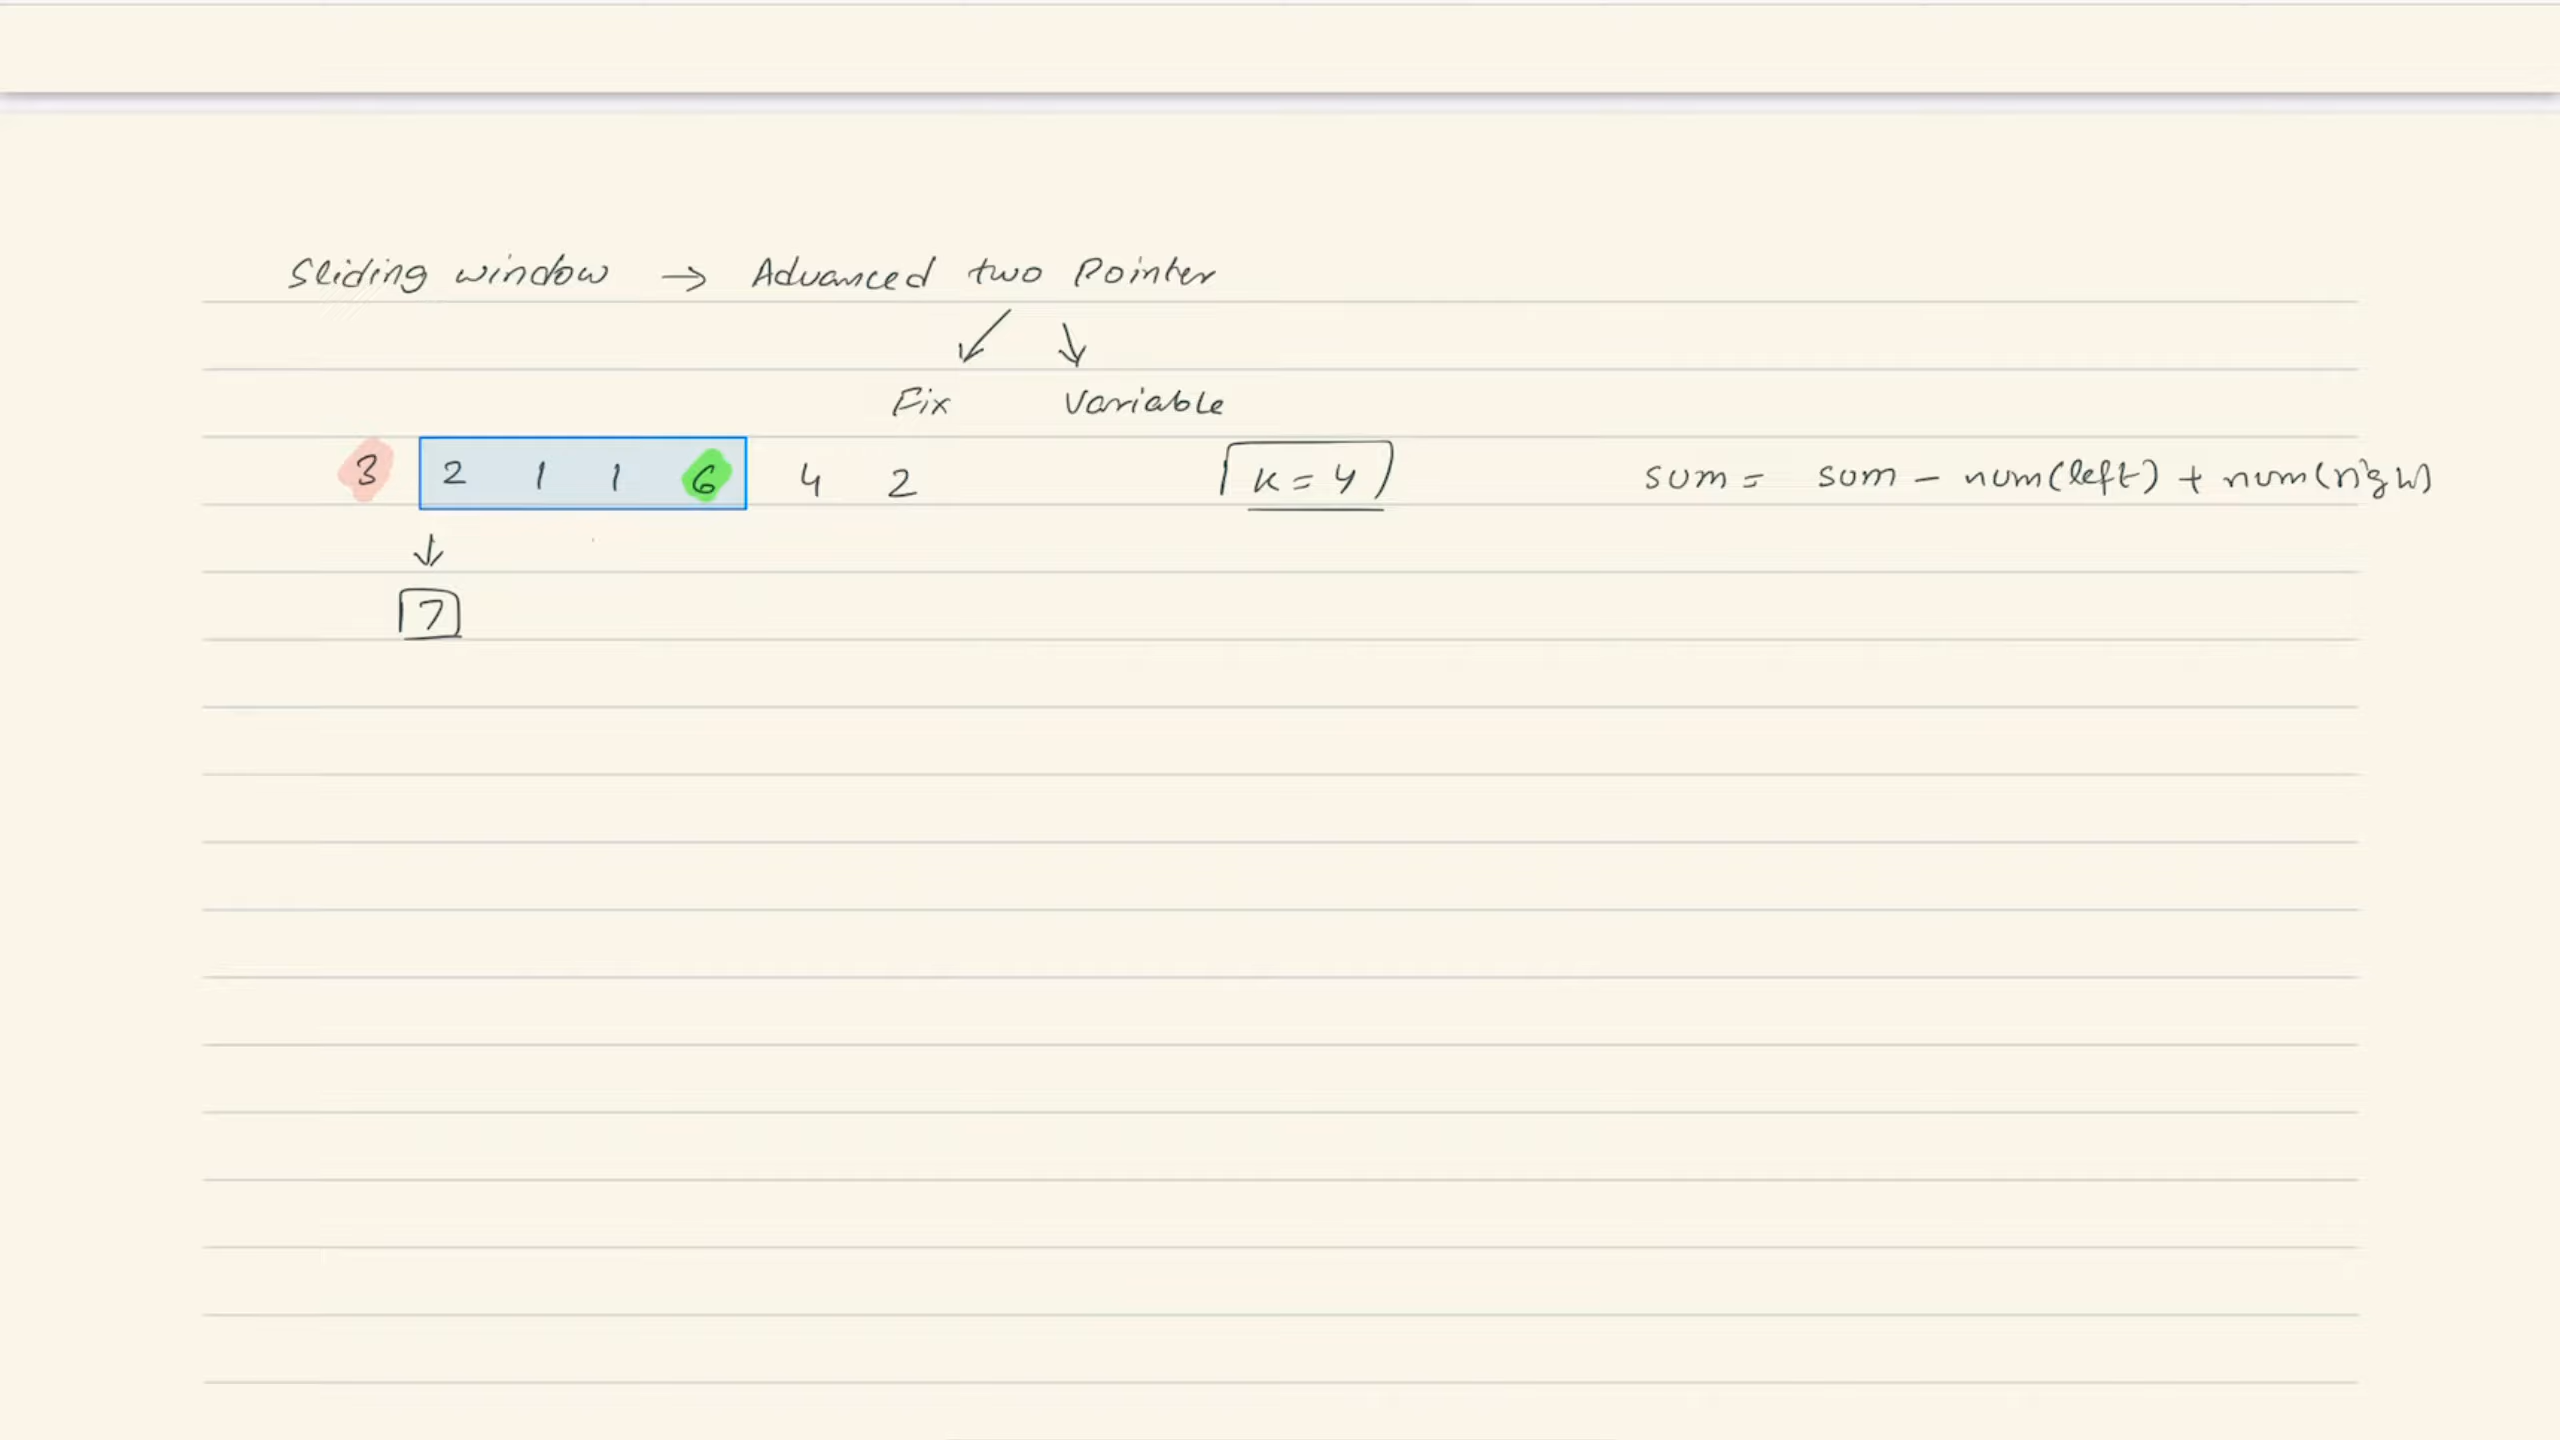 Sliding window → Advanced two Pointer
Fix Variable
3 2 1 1 6 4 2 k = 4 sum = sum - num(left) + num(right)
7